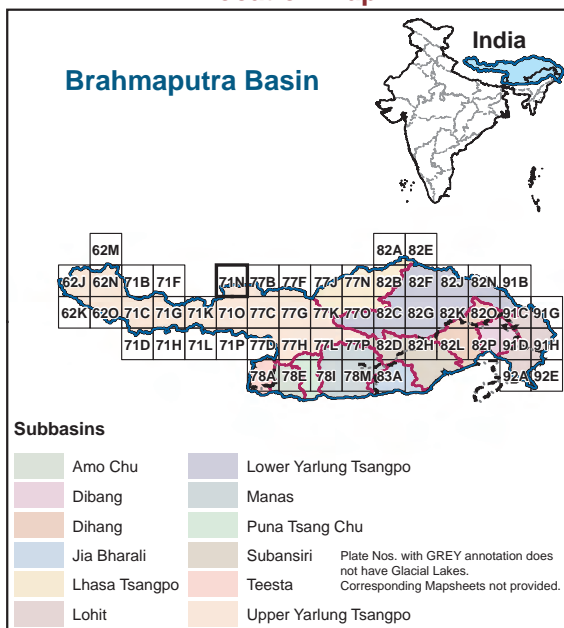 India
Brahmaputra Basin
62M 82A 82E
62J 62N 71B 71F 71N 77B 77F 77J 77N 82B 82F 82J 82N 91B
62K 62O 71C 71G 71K 71O 77C 77G 77K 77O 82C 82G 82K 82O 91C 91G
71D 71H 71L 71P 77D 77H 77L 77P 82D 82H 82L 82P 91D 91H
78A 78E 78I 78M 83A 92A 92E
Subbasins
Amo Chu Lower Yarlung Tsangpo
Dibang Manas
Dihang Puna Tsang Chu
Jia Bharali Subansiri
Lhasa Tsangpo Teesta
Lohit Upper Yarlung Tsangpo
Plate Nos. with GREY annotation does
not have Glacial Lakes.
Corresponding Mapsheets not provided.